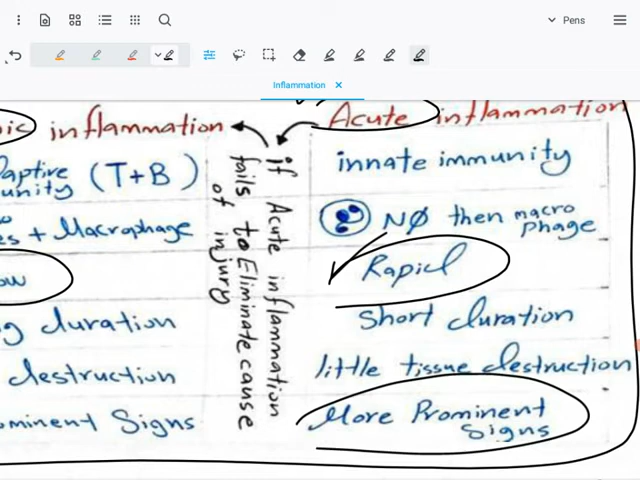 Pens
Inflammation
ic inflammation
Acute inflammation
aptive (T+B)
unity
innate immunity
es + Macrophage
NØ then macro
phage
ow
Rapid
g duration
Short duration
destruction
little tissue destruction
ominent Signs
More Prominent
Signs
if Acute inflammation
fails to Eliminate cause
of injury